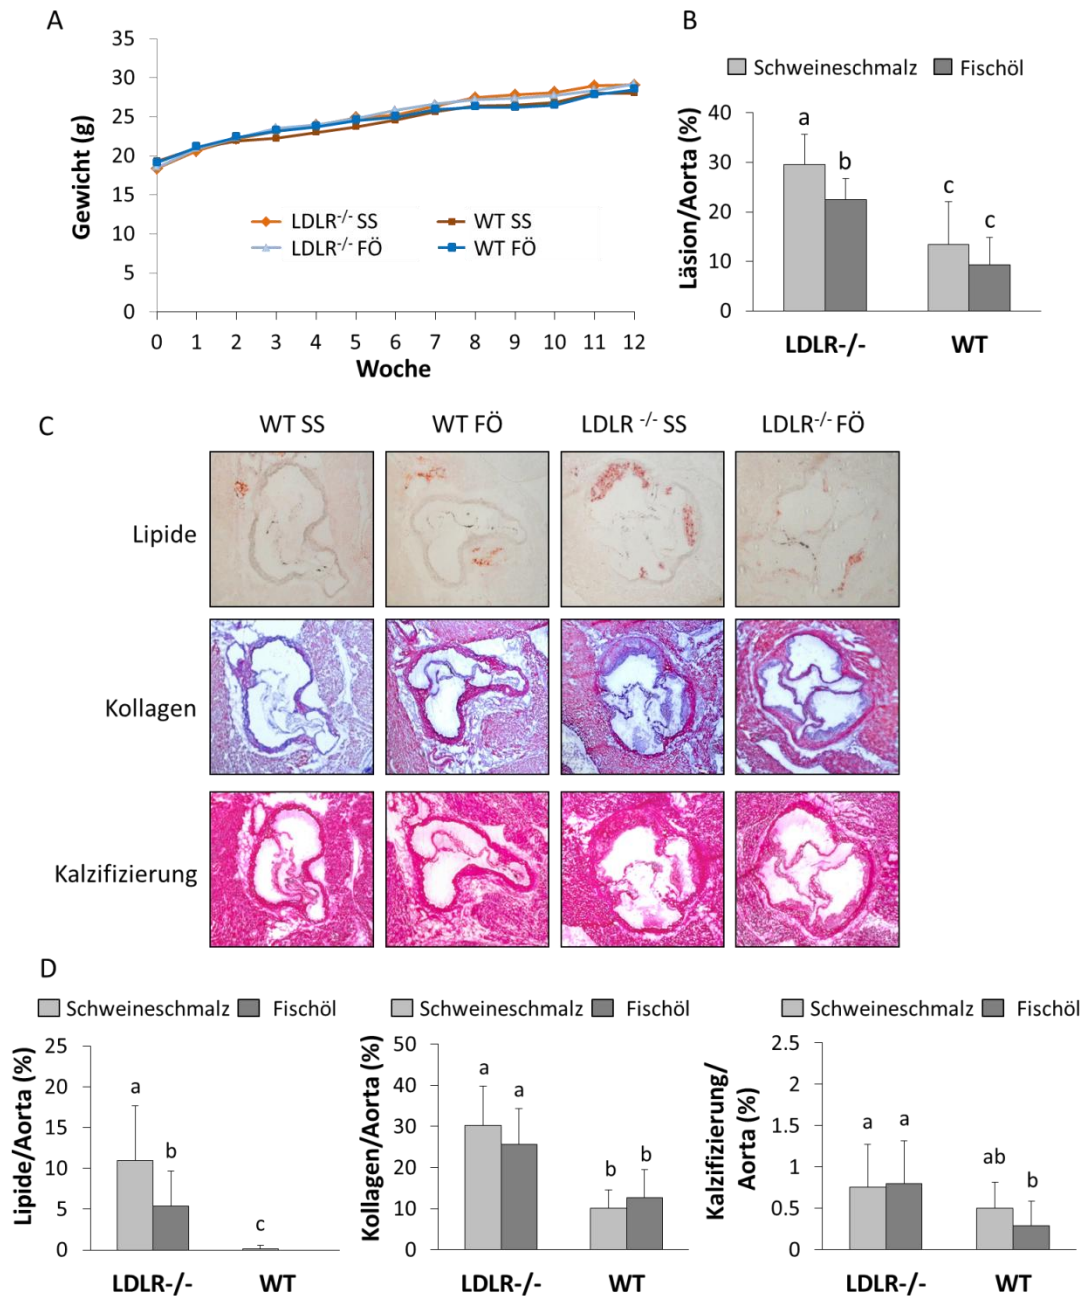 A
Gewicht (g)
35
30
25
20
15
10
5
0
LDLR-/- SS
WT SS
LDLR-/- FÖ
WT FÖ
0 1 2 3 4 5 6 7 8 9 10 11 12
Woche
B
Schweineschmalz Fischöl
Läsion/Aorta (%)
40
30
20
10
0
a
b
c
c
LDLR-/- WT
C
WT SS WT FÖ LDLR -/- SS LDLR-/- FÖ
Lipide
Kollagen
Kalzifizierung
D
Schweineschmalz Fischöl
Lipide/Aorta (%)
25
20
15
10
5
0
a
b
c
LDLR-/- WT
Schweineschmalz Fischöl
Kollagen/Aorta (%)
50
40
30
20
10
0
a
a
b
b
LDLR-/- WT
Schweineschmalz Fischöl
Kalzifizierung/
Aorta (%)
2.5
2
1.5
1
0.5
0
a
a
ab
b
LDLR-/- WT